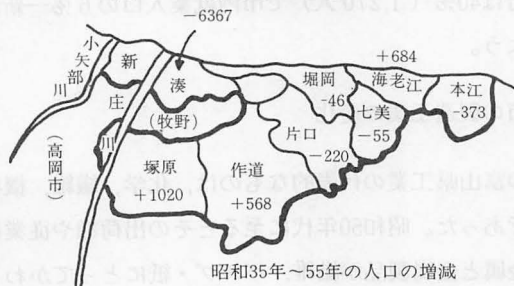 −6367
小矢部川
新
湊
(牧野)
庄川
(高岡市)
塚原
+1020
作道
+568
堀岡
−46
片口
−220
+684
海老江
七美
−55
本江
−373
昭和35年~55年の人口の増減